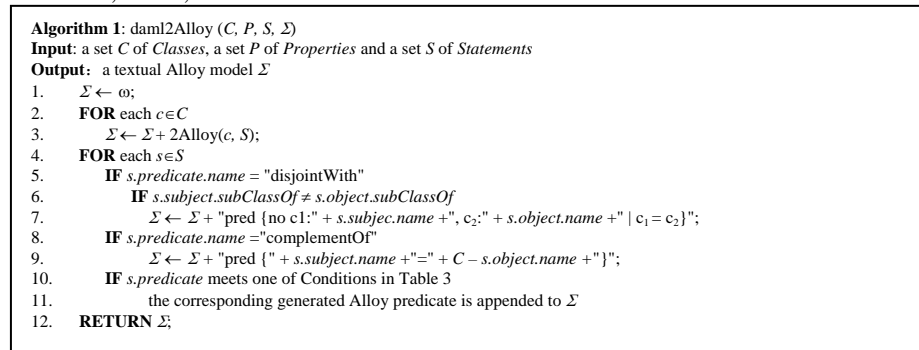 Algorithm 1: daml2Alloy (C, P, S, Σ)
Input: a set C of Classes, a set P of Properties and a set S of Statements
Output： a textual Alloy model Σ
1. Σ ← ω;
2. FOR each c∈C
3. Σ ← Σ + 2Alloy(c, S);
4. FOR each s∈S
5. IF s.predicate.name = "disjointWith"
6. IF s.subject.subClassOf ≠ s.object.subClassOf
7. Σ ← Σ + "pred {no c1:" + s.subjec.name +", c₂:" + s.object.name +" | c₁ = c₂}";
8. IF s.predicate.name ="complementOf"
9. Σ ← Σ + "pred {" + s.subject.name +"=" + C – s.object.name +"}";
10. IF s.predicate meets one of Conditions in Table 3
11. the corresponding generated Alloy predicate is appended to Σ
12. RETURN Σ;